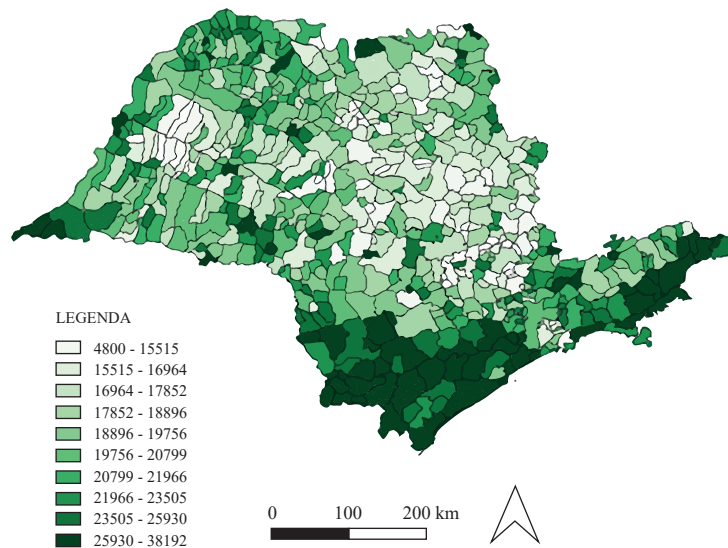 LEGENDA
4800 - 15515
15515 - 16964
16964 - 17852
17852 - 18896
18896 - 19756
19756 - 20799
20799 - 21966
21966 - 23505
23505 - 25930
25930 - 38192
0 100 200 km